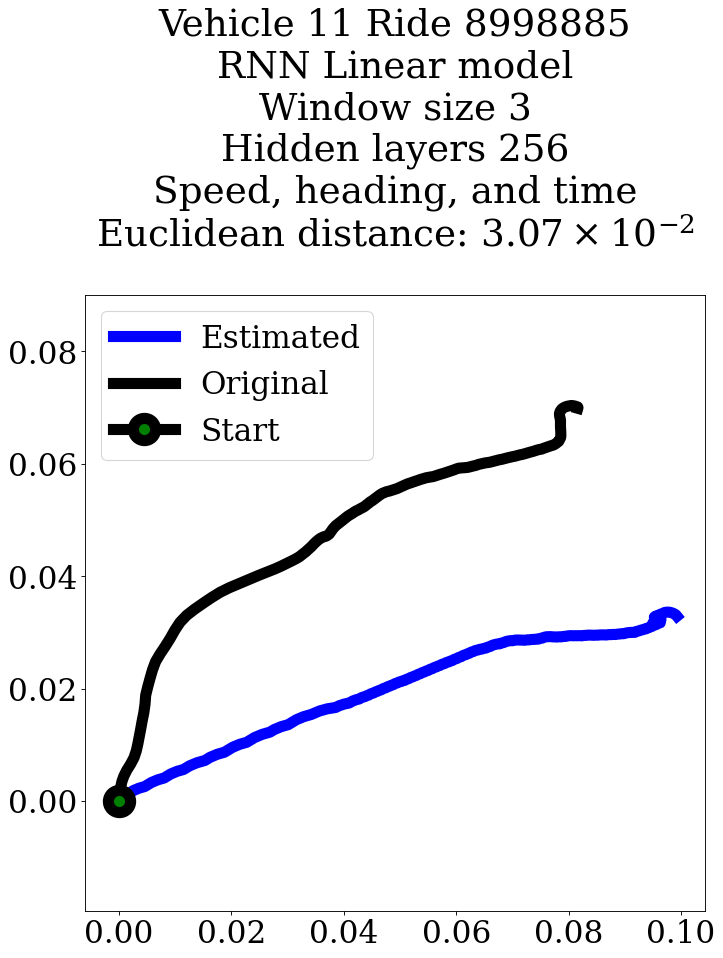 Vehicle 11 Ride 8998885
RNN Linear model
Window size 3
Hidden layers 256
Speed, heading, and time
Euclidean distance: 3.07 × 10⁻²
Estimated
Original
Start
0.08
0.06
0.04
0.02
0.00
0.00 0.02 0.04 0.06 0.08 0.10